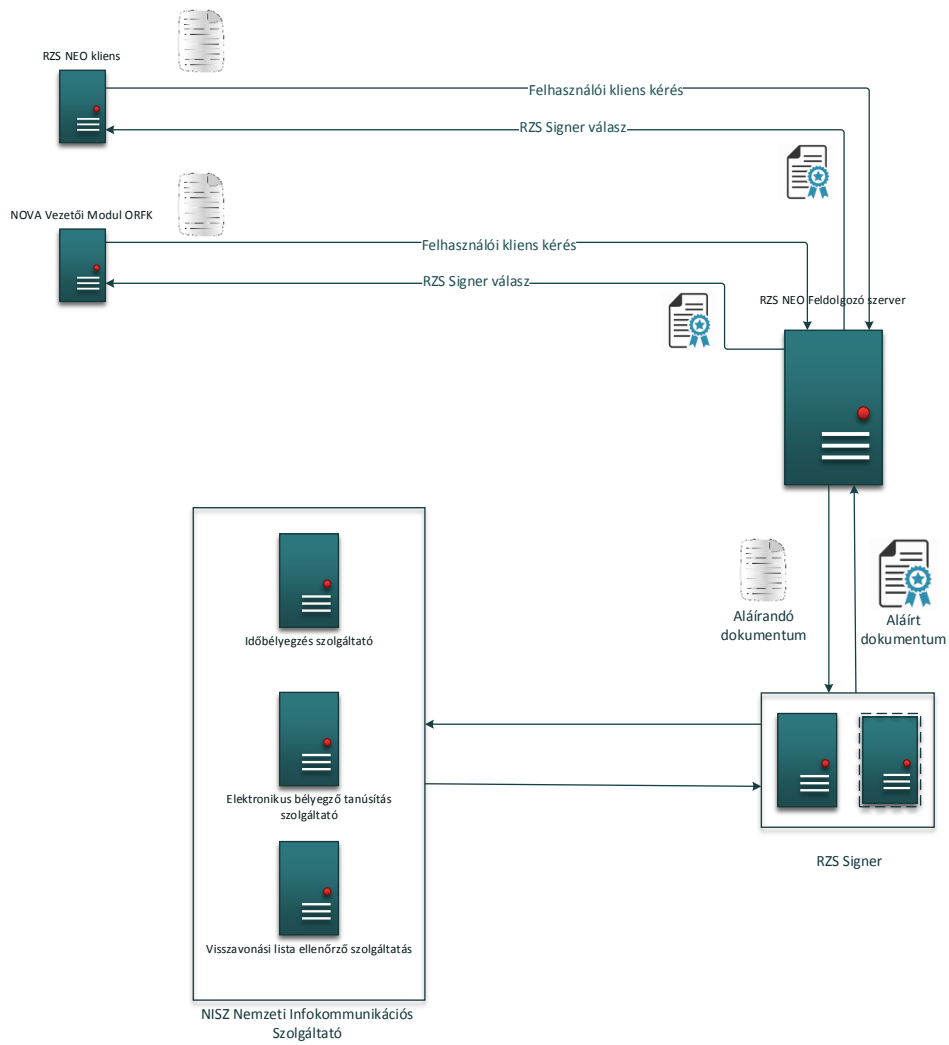 RZS NEO kliens
Felhasználói kliens kérés
RZS Signer válasz
NOVA Vezetői Modul ORFK
Felhasználói kliens kérés
RZS Signer válasz
RZS NEO Feldolgozó szerver
Aláírandó
dokumentum
Aláírt
dokumentum
Időbélyegzés szolgáltató
Elektronikus bélyegző tanúsítás
szolgáltató
Visszavonási lista ellenőrző szolgáltatás
RZS Signer
NISZ Nemzeti Infokommunikációs
Szolgáltató